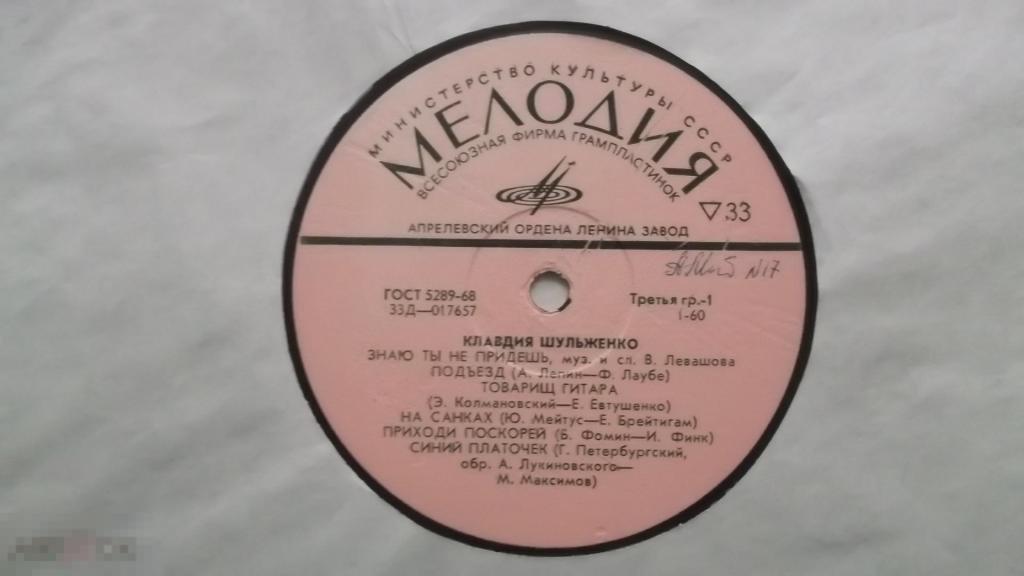 МИНИСТЕРСТВО КУЛЬТУРЫ СССР
МЕЛОДИЯ
ВСЕСОЮЗНАЯ ФИРМА ГРАМПЛАСТИНОК
33
АПРЕЛЕВСКИЙ ОРДЕНА ЛЕНИНА ЗАВОД
N17
ГОСТ 5289-68 Третья гр.-1
33Д—017657 1-60
КЛАВДИЯ ШУЛЬЖЕНКО
ЗНАЮ ТЫ НЕ ПРИДЕШЬ, муз. и сл. В. Левашова
ПОДЪЕЗД (А. Лепин—Ф. Лаубе)
ТОВАРИЩ ГИТАРА
(Э. Колмановский—Е. Евтушенко)
НА САНКАХ (Ю. Мейтус—Е. Брейтигам)
ПРИХОДИ ПОСКОРЕЙ (Б. Фомин—И. Финк)
СИНИЙ ПЛАТОЧЕК (Г. Петербургский,
обр. А. Лукиновского—
М. Максимов)